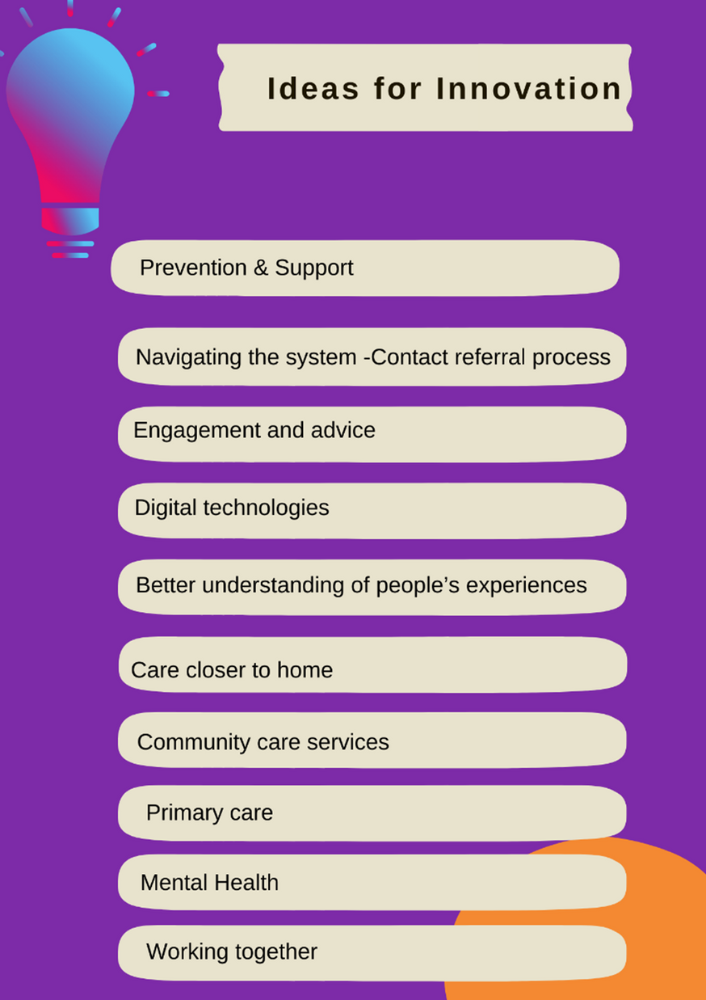 Ideas for Innovation
Prevention & Support
Navigating the system -Contact referral process
Engagement and advice
Digital technologies
Better understanding of people’s experiences
Care closer to home
Community care services
Primary care
Mental Health
Working together